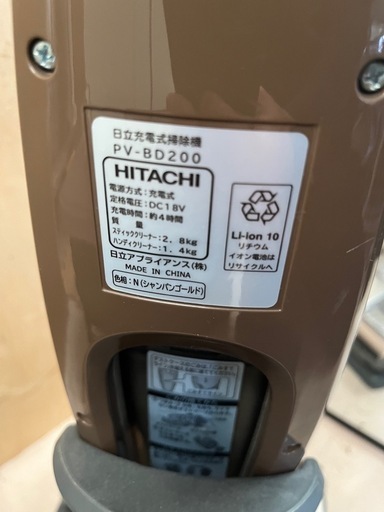 日立充電式掃除機
PV-BD200
HITACHI
電源方式:充電式
定格電圧:DC18V
充電時間:約4時間
質量
スティッククリーナー:2.8kg
ハンディクリーナー:1.4kg
日立アプライアンス(株)
MADE IN CHINA
色相:N(シャンパンゴールド)
Li-ion 10
リチウム
イオン電池は
リサイクルへ